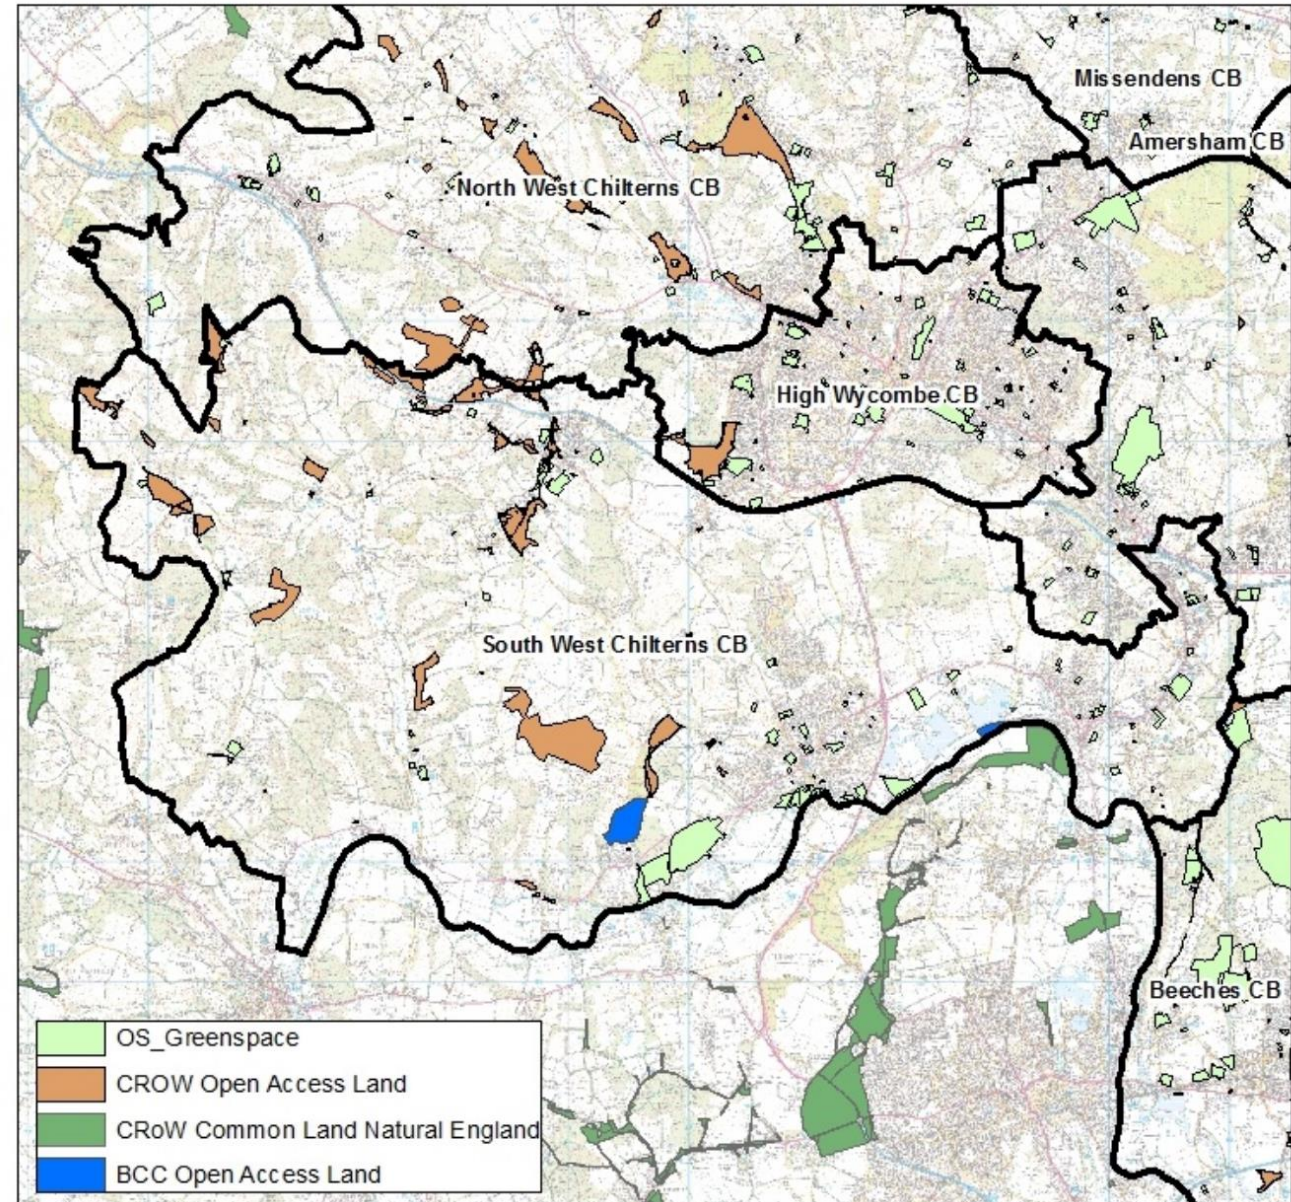 Missendens CB
Amersham CB
North West Chilterns CB
High Wycombe CB
South West Chilterns CB
Beeches CB
OS_Greenspace
CROW Open Access Land
CRoW Common Land Natural England
BCC Open Access Land